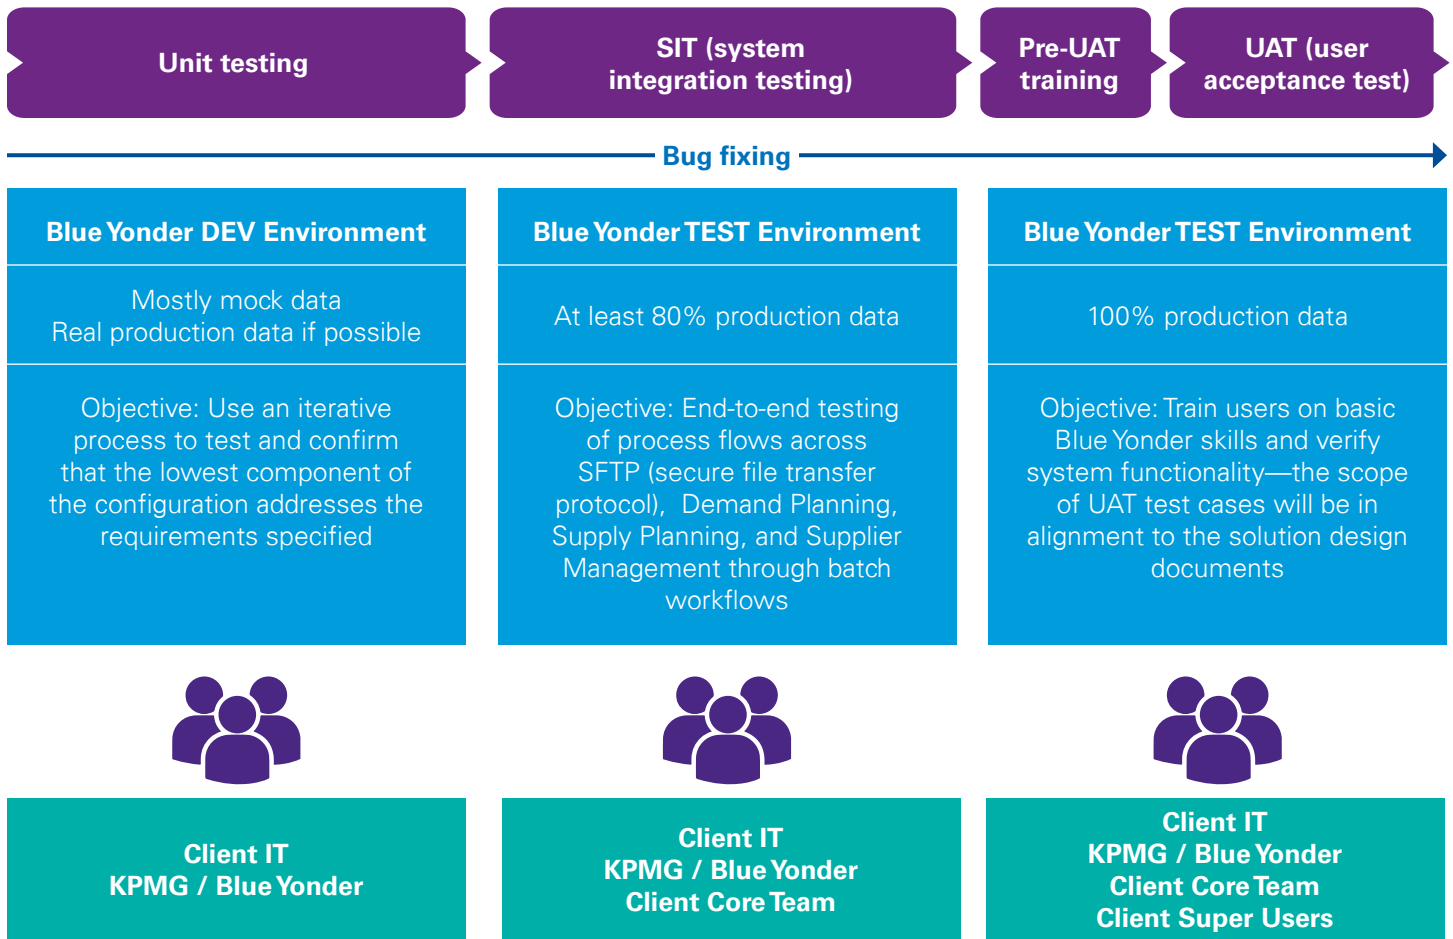 Unit testing
SIT (system
integration testing)
Pre-UAT
training
UAT (user
acceptance test)
Bug fixing
Blue Yonder DEV Environment
Mostly mock data
Real production data if possible
Objective: Use an iterative
process to test and confirm
that the lowest component of
the configuration addresses the
requirements specified
Blue Yonder TEST Environment
At least 80% production data
Objective: End-to-end testing
of process flows across
SFTP (secure file transfer
protocol), Demand Planning,
Supply Planning, and Supplier
Management through batch
workflows
Blue Yonder TEST Environment
100% production data
Objective: Train users on basic
Blue Yonder skills and verify
system functionality—the scope
of UAT test cases will be in
alignment to the solution design
documents
Client IT
KPMG / Blue Yonder
Client IT
KPMG / Blue Yonder
Client Core Team
Client IT
KPMG / Blue Yonder
Client Core Team
Client Super Users